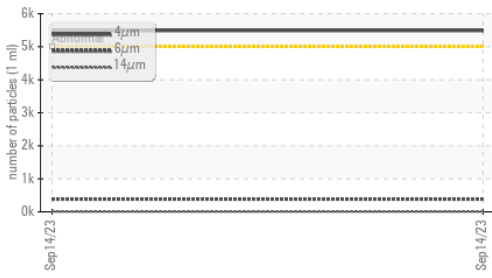 6k
5k
4k
3k
2k
1k
0k
number of particles (1 ml)
Abnormal
4µm
6µm
14µm
Sep14/23
Sep14/23